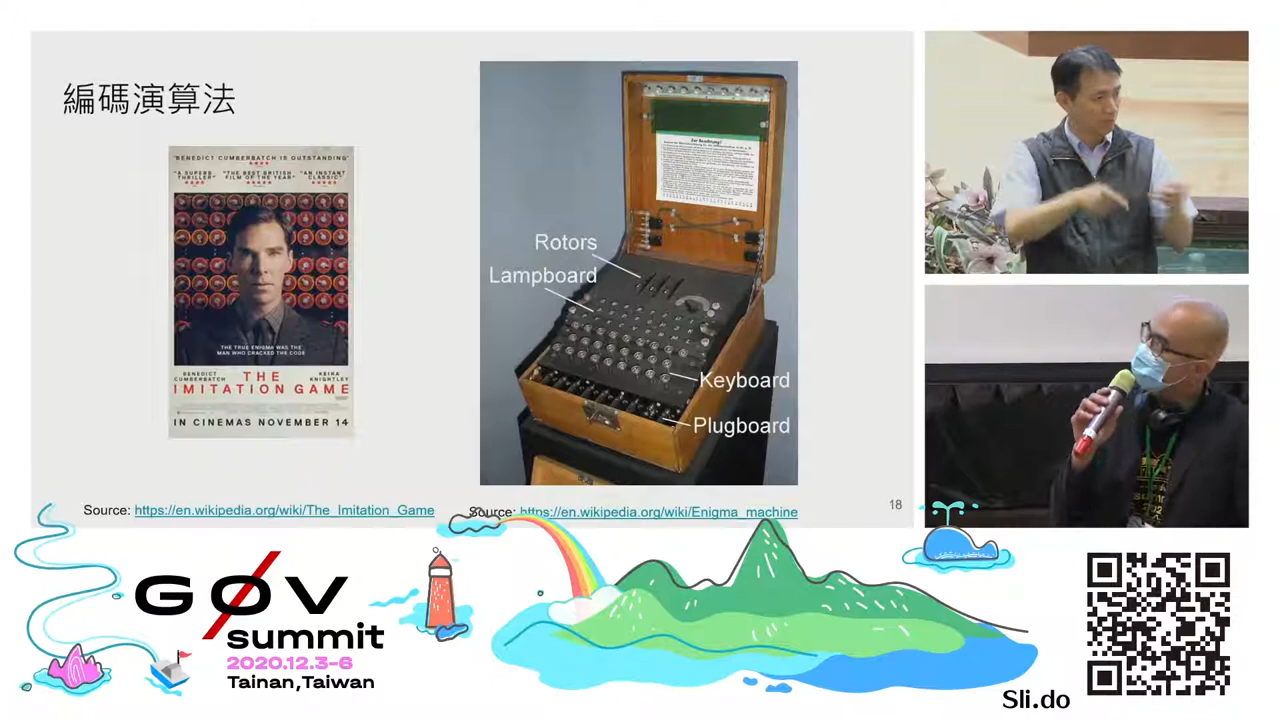 編碼演算法
"BENEDICT CUMBERBATCH IS OUTSTANDING"
"A SUPERB THRILLER"
"THE BEST BRITISH FILM OF THE YEAR"
"AN INSTANT CLASSIC"
THE TRUE ENIGMA WAS THE
MAN WHO CRACKED THE CODE
BENEDICT CUMBERBATCH
KEIRA KNIGHTLEY
THE
IMITATION GAME
IN CINEMAS NOVEMBER 14
Zur Beachtung!
Rotors
Lampboard
Keyboard
Plugboard
Source: https://en.wikipedia.org/wiki/The_Imitation_Game
Source: https://en.wikipedia.org/wiki/Enigma_machine
18
GØV
summit
2020.12.3-6
Tainan,Taiwan
Sli.do